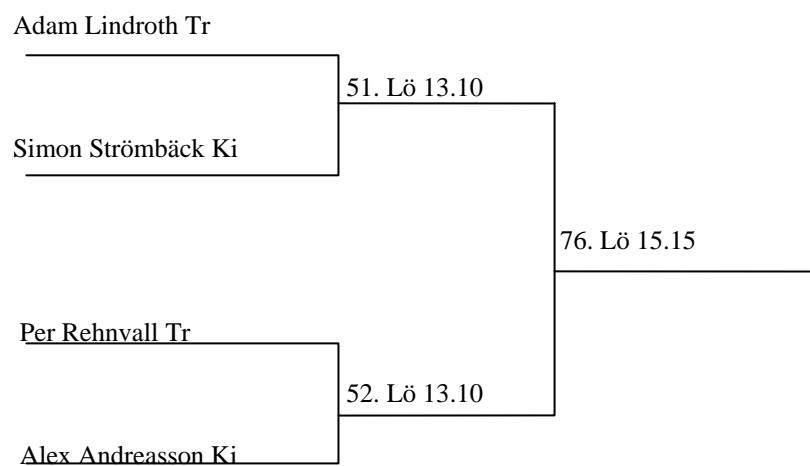 Adam Lindroth Tr
51. Lö 13.10
Simon Strömbäck Ki
76. Lö 15.15
Per Rehnvall Tr
52. Lö 13.10
Alex Andreasson Ki